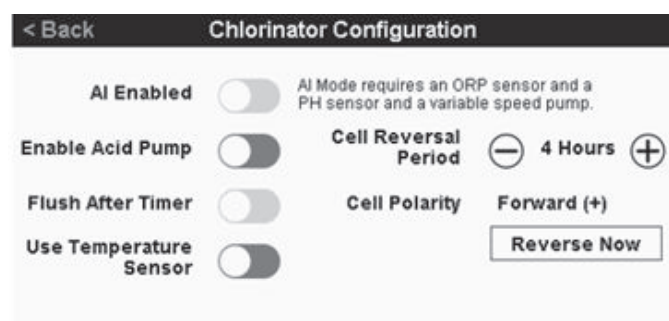 < Back Chlorinator Configuration
AI Enabled
AI Mode requires an ORP sensor and a
PH sensor and a variable speed pump.
Enable Acid Pump
Cell Reversal
Period
4 Hours
Flush After Timer
Cell Polarity Forward (+)
Use Temperature
Sensor
Reverse Now